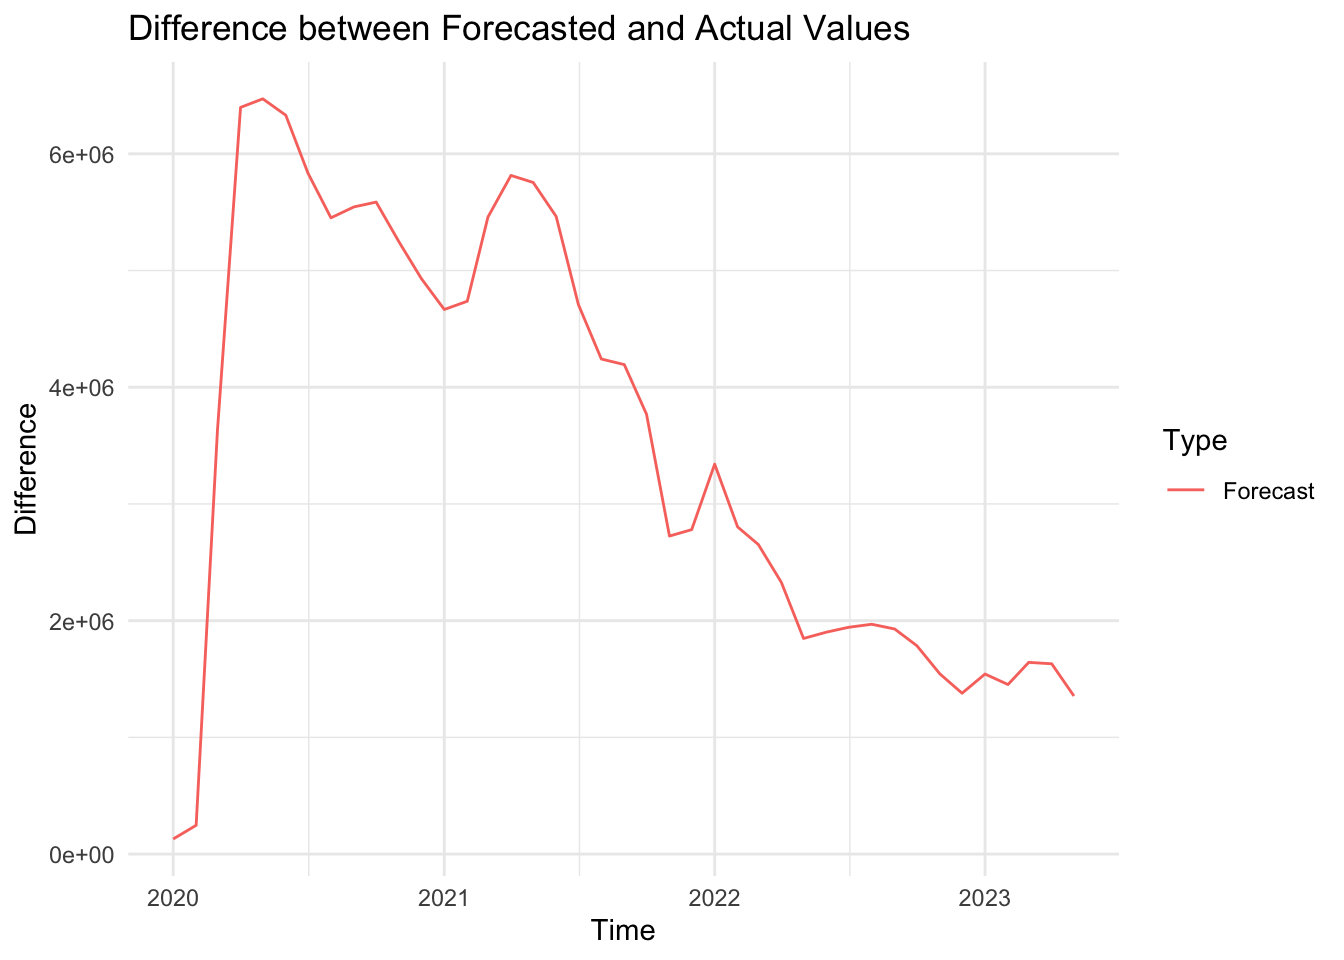 Difference between Forecasted and Actual Values
6e+06
4e+06
2e+06
0e+00
Difference
2020 2021 2022 2023
Time
Type
Forecast